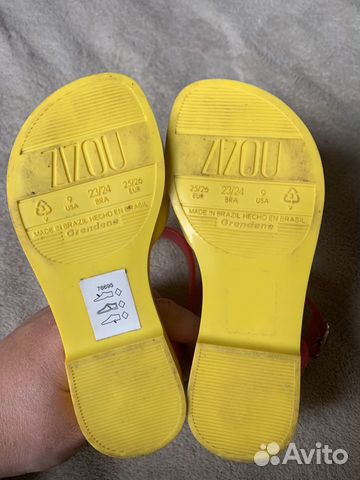 ZIZOU
9 USA 23/24 BRA 25/26 EUR
MADE IN BRAZIL HECHO EN BRASIL
Grendene
76695
ZIZOU
25/26 EUR 23/24 BRA 9 USA
MADE IN BRAZIL HECHO EN BRASIL
Grendene
Avito